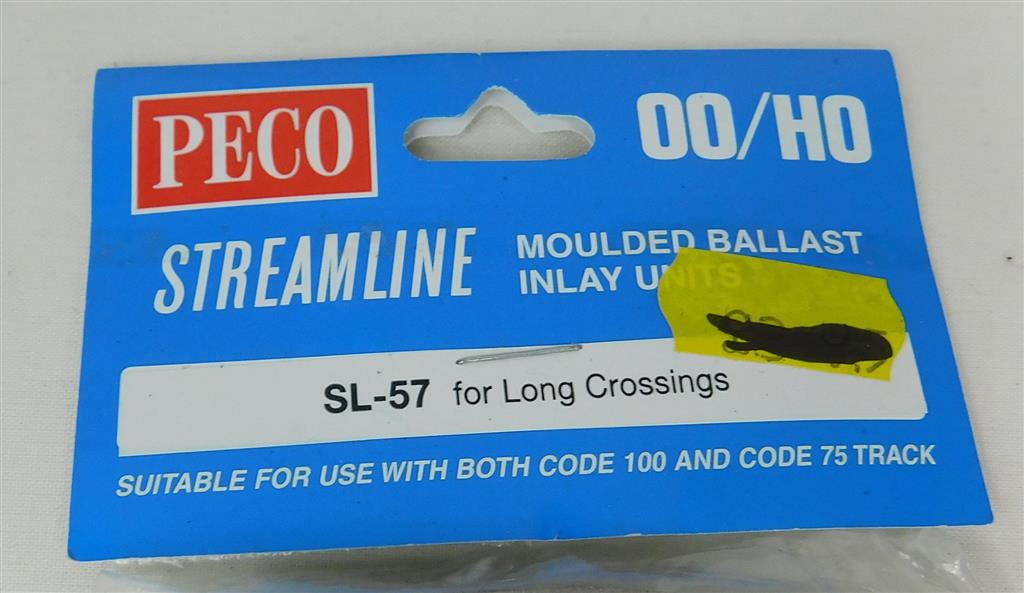 PECO
OO/HO
STREAMLINE
MOULDED BALLAST
INLAY UNITS
SL-57 for Long Crossings
SUITABLE FOR USE WITH BOTH CODE 100 AND CODE 75 TRACK